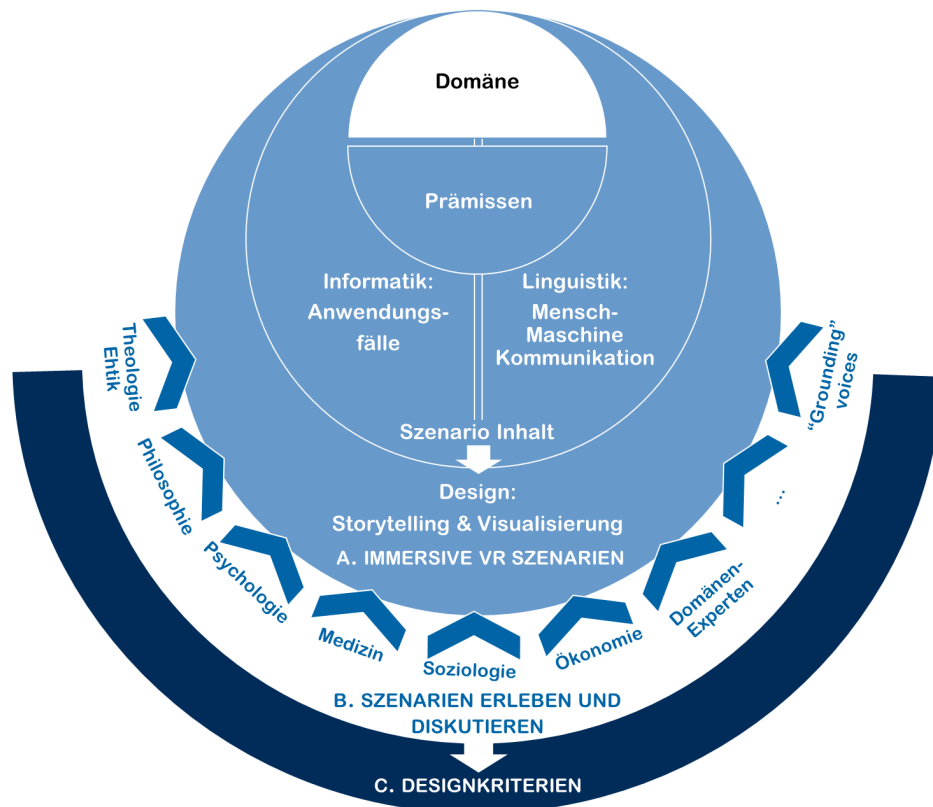 Domäne
Prämissen
Informatik:
Anwendungs-
fälle
Linguistik:
Mensch-
Maschine
Kommunikation
Szenario Inhalt
Design:
Storytelling & Visualisierung
A. IMMERSIVE VR SZENARIEN
Theologie
Ehtik
Philosophie
Psychologie
Medizin
Soziologie
Ökonomie
Domänen-
Experten
...
“Grounding”
voices
B. SZENARIEN ERLEBEN UND
DISKUTIEREN
C. DESIGNKRITERIEN